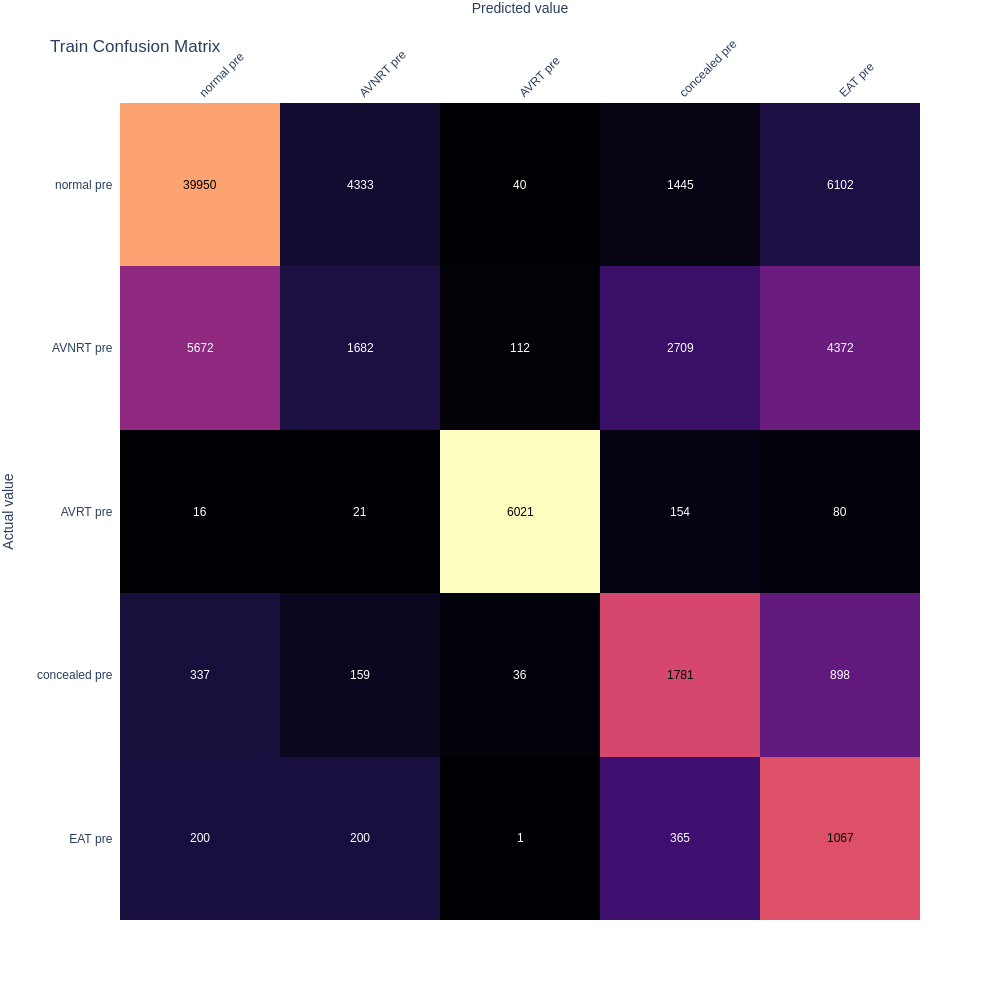 Predicted value
Train Confusion Matrix
normal pre AVNRT pre AVRT pre concealed pre EAT pre
normal pre 39950 4333 40 1445 6102
AVNRT pre 5672 1682 112 2709 4372
Actual value
AVRT pre 16 21 6021 154 80
concealed pre 337 159 36 1781 898
EAT pre 200 200 1 365 1067